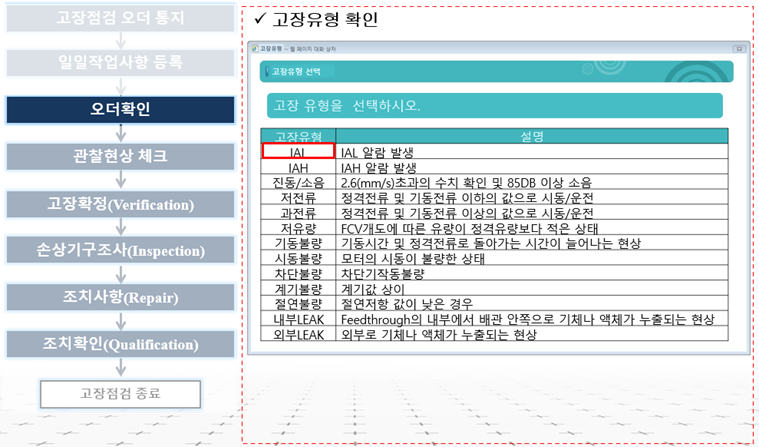 고장점검 오더 통지
일일작업사항 등록
오더확인
관찰현상 체크
고장확정(Verification)
손상기구조사(Inspection)
조치사항(Repair)
조치확인(Qualification)
고장점검 종료
✓ 고장유형 확인
고장유형 -- 웹 페이지 대화 상자
고장유형 선택
고장 유형을 선택하시오.
고장유형 설명
IAL IAL 알람 발생
IAH IAH 알람 발생
진동/소음 2.6(mm/s)초과의 수치 확인 및 85DB 이상 소음
저전류 정격전류 및 기동전류 이하의 값으로 시동/운전
과전류 정격전류 및 기동전류 이상의 값으로 시동/운전
저유량 FCV개도에 따른 유량이 정격유량보다 적은 상태
기동불량 기동시간 및 정격전류로 돌아가는 시간이 늘어나는 현상
시동불량 모터의 시동이 불량한 상태
차단불량 차단기작동불량
계기불량 계기값 상이
절연불량 절연저항 값이 낮은 경우
내부LEAK Feedthrough의 내부에서 배관 안쪽으로 기체나 액체가 누출되는 현상
외부LEAK 외부로 기체나 액체가 누출되는 현상